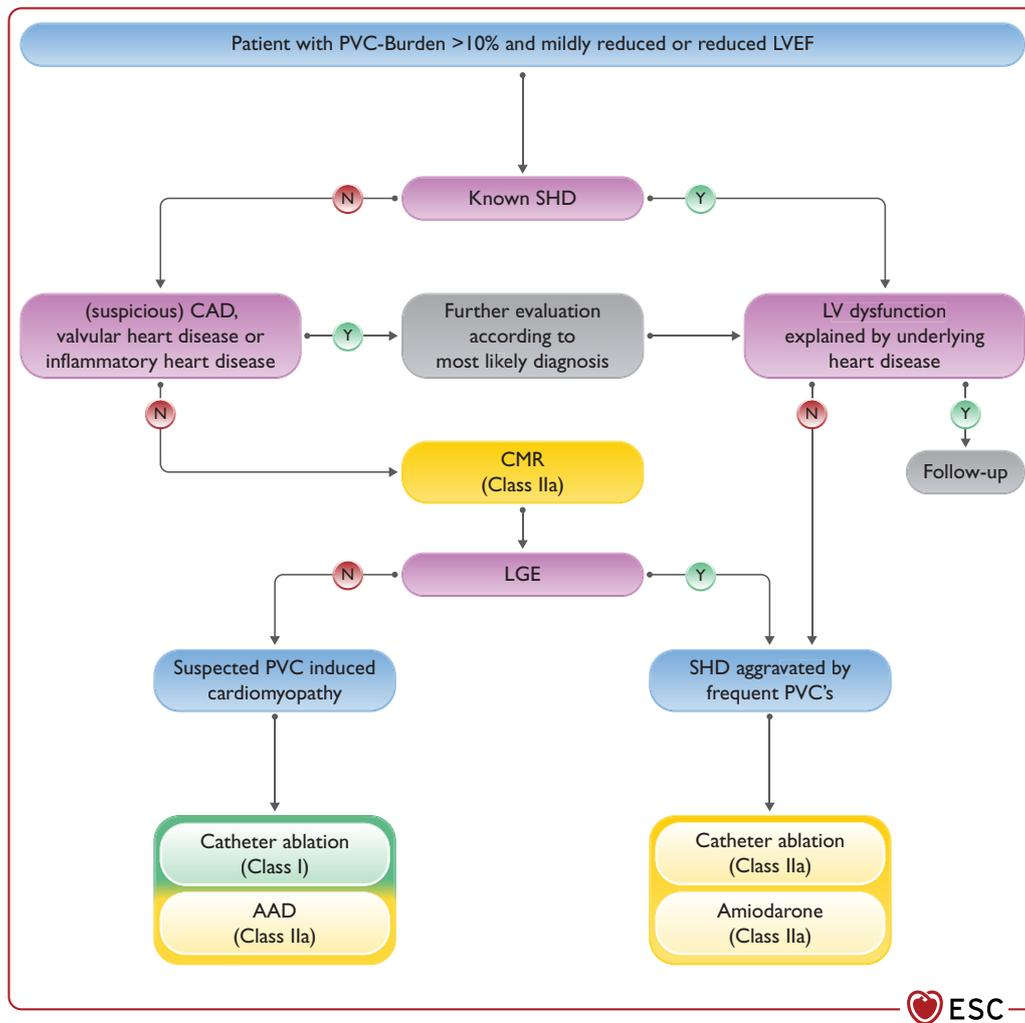 Patient with PVC-Burden >10% and mildly reduced or reduced LVEF
N
Known SHD
Y
(suspicious) CAD,
valvular heart disease or
inflammatory heart disease
Y
Further evaluation
according to
most likely diagnosis
LV dysfunction
explained by underlying
heart disease
N
N
Y
CMR
(Class IIa)
Follow-up
N
LGE
Y
Suspected PVC induced
cardiomyopathy
SHD aggravated by
frequent PVC's
Catheter ablation
(Class I)
AAD
(Class IIa)
Catheter ablation
(Class IIa)
Amiodarone
(Class IIa)
ESC